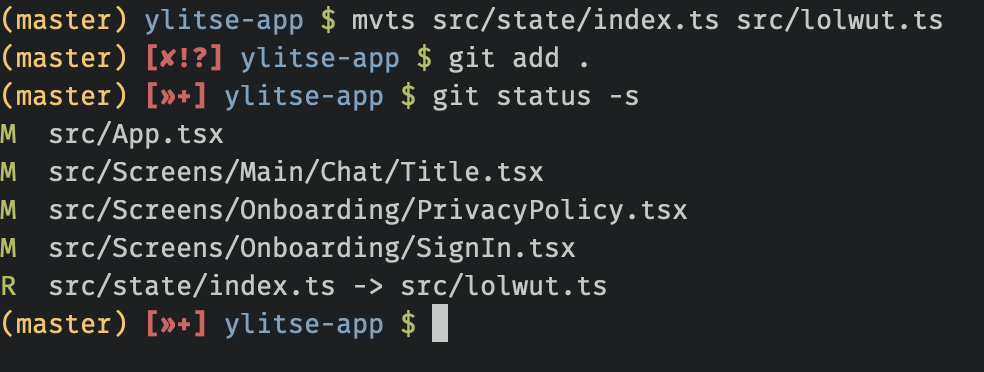 (master) ylitse-app $ mvts src/state/index.ts src/lolwut.ts
(master) [✘!?] ylitse-app $ git add .
(master) [»+] ylitse-app $ git status -s
M  src/App.tsx
M  src/Screens/Main/Chat/Title.tsx
M  src/Screens/Onboarding/PrivacyPolicy.tsx
M  src/Screens/Onboarding/SignIn.tsx
R  src/state/index.ts -> src/lolwut.ts
(master) [»+] ylitse-app $